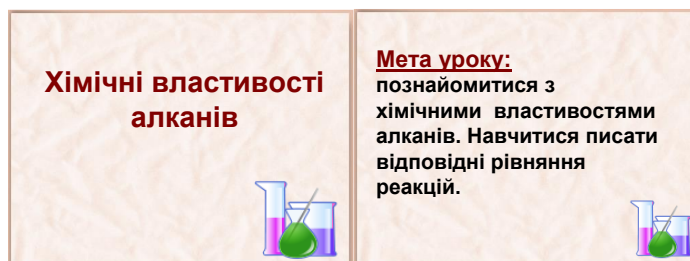 Хімічні властивості
алканів
Мета уроку:
познайомитися з
хімічними властивостями
алканів. Навчитися писати
відповідні рівняння
реакцій.